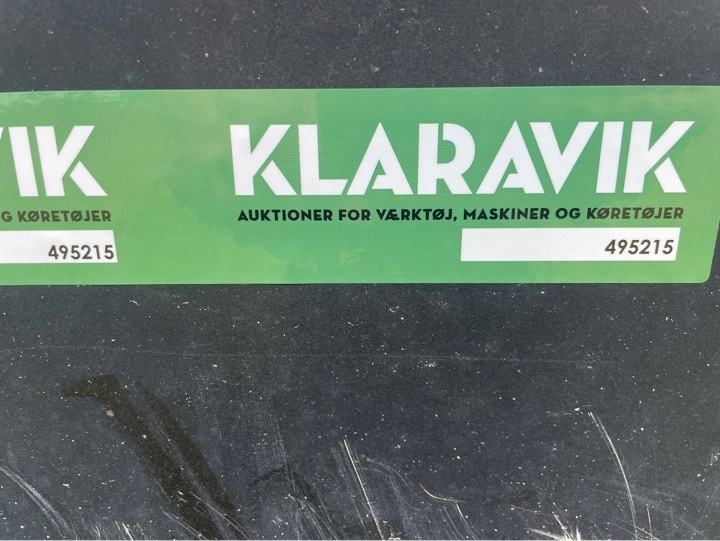 VIK
G KØRETØJER
495215
KLARAVIK
AUKTIONER FOR VÆRKTØJ, MASKINER OG KØRETØJER
495215